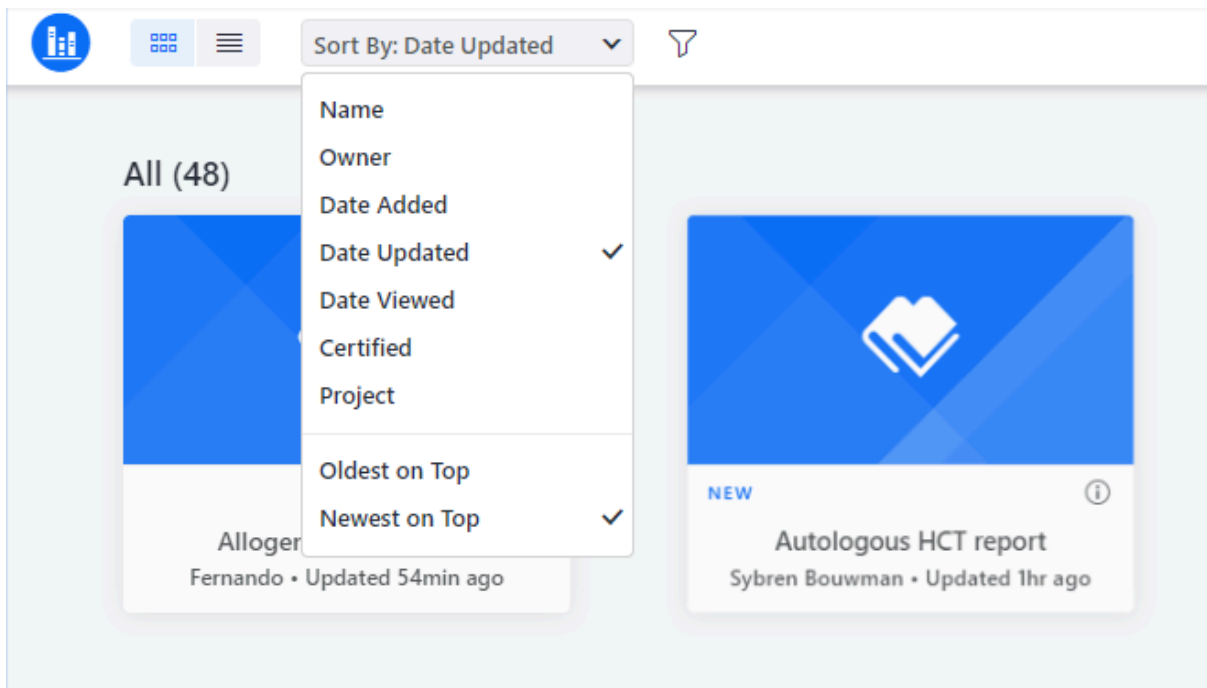 Sort By: Date Updated
Name
Owner
Date Added
Date Updated
Date Viewed
Certified
Project
Oldest on Top
Newest on Top
All (48)
Fernando • Updated 54min ago
NEW
Autologous HCT report
Sybren Bouwman • Updated 1hr ago